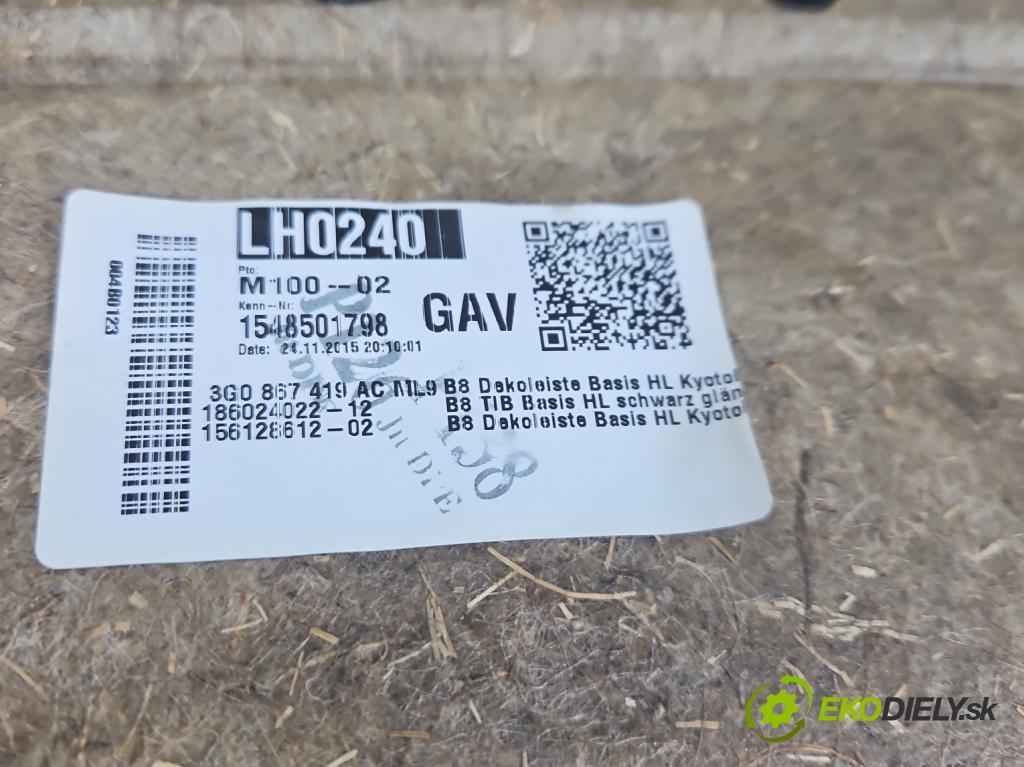 LH0240
Pto:
M100--02
Kenn--Nr:
1548501798
GAV
Date: 24.11.2015 20:10:01
00480123
3G0 867 419 AC ML9 B8 Dekoleiste Basis HL Kyoto
186024022-12 B8 TIB Basis HL schwarz glän
156128612-02 B8 Dekoleiste Basis HL Kyoto
EKODIELY.sk